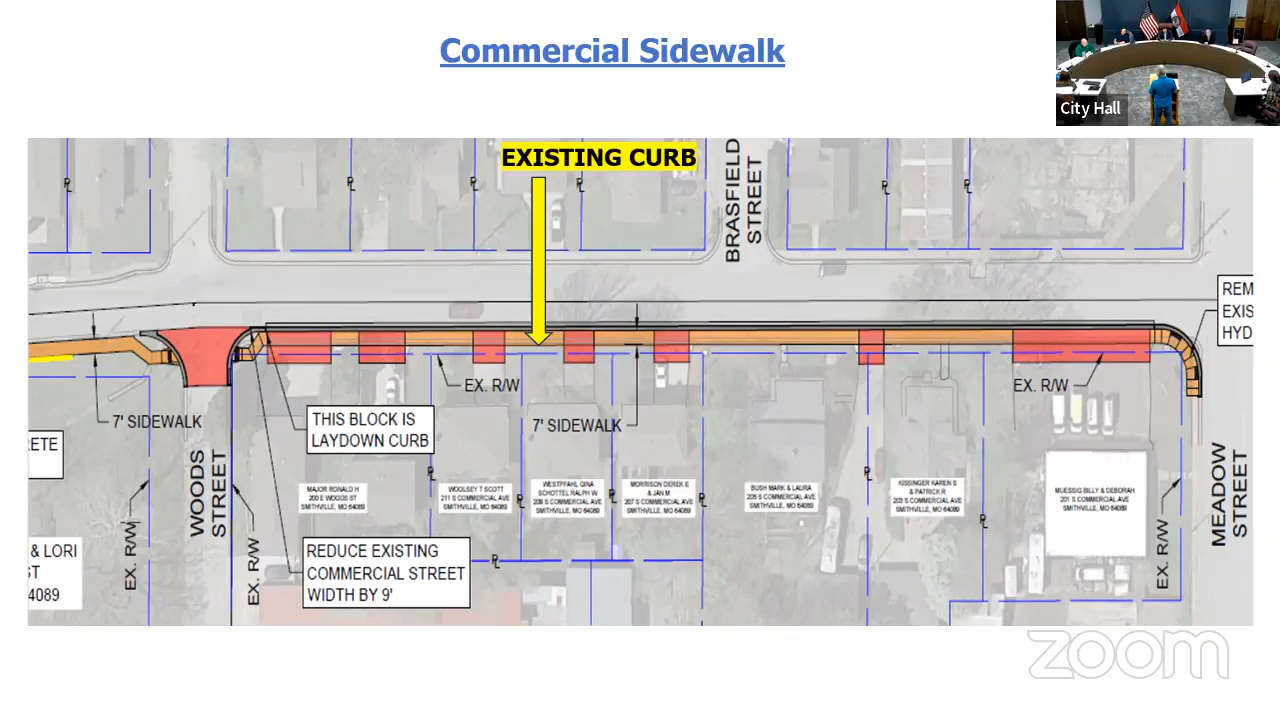 Commercial Sidewalk
City Hall
EXISTING CURB
BRASFIELD
STREET
REM
EXIS
HYD
EX. R/W
EX. R/W
7' SIDEWALK
THIS BLOCK IS
LAYDOWN CURB
7' SIDEWALK
RETE
WOODS
STREET
MEADOW
STREET
MAJOR RONALD H
200 E WOODS ST
SMITHVILLE, MO 64089
WOOLSEY T SCOTT
211 S COMMERCIAL AVE
SMITHVILLE, MO 64089
WESTPFAHL, GINA
SCHOTTEL RALPH W
209 S COMMERCIAL AVE
SMITHVILLE, MO 64089
MORRISON DEREK E
& JAN M
207 S COMMERCIAL AVE
SMITHVILLE, MO 64089
BUSH MARK & LAURA
205 S COMMERCIAL AVE
SMITHVILLE, MO 64089
KISSINGER KAREN S
& PATRICK R
203 S COMMERCIAL AVE
SMITHVILLE, MO 64089
MUESSIG BILLY & DEBORAH
201 S COMMERCIAL AVE
SMITHVILLE, MO 64089
EX. R/W
EX. R/W
EX. R/W
& LORI
ST
4089
REDUCE EXISTING
COMMERCIAL STREET
WIDTH BY 9'
zoom